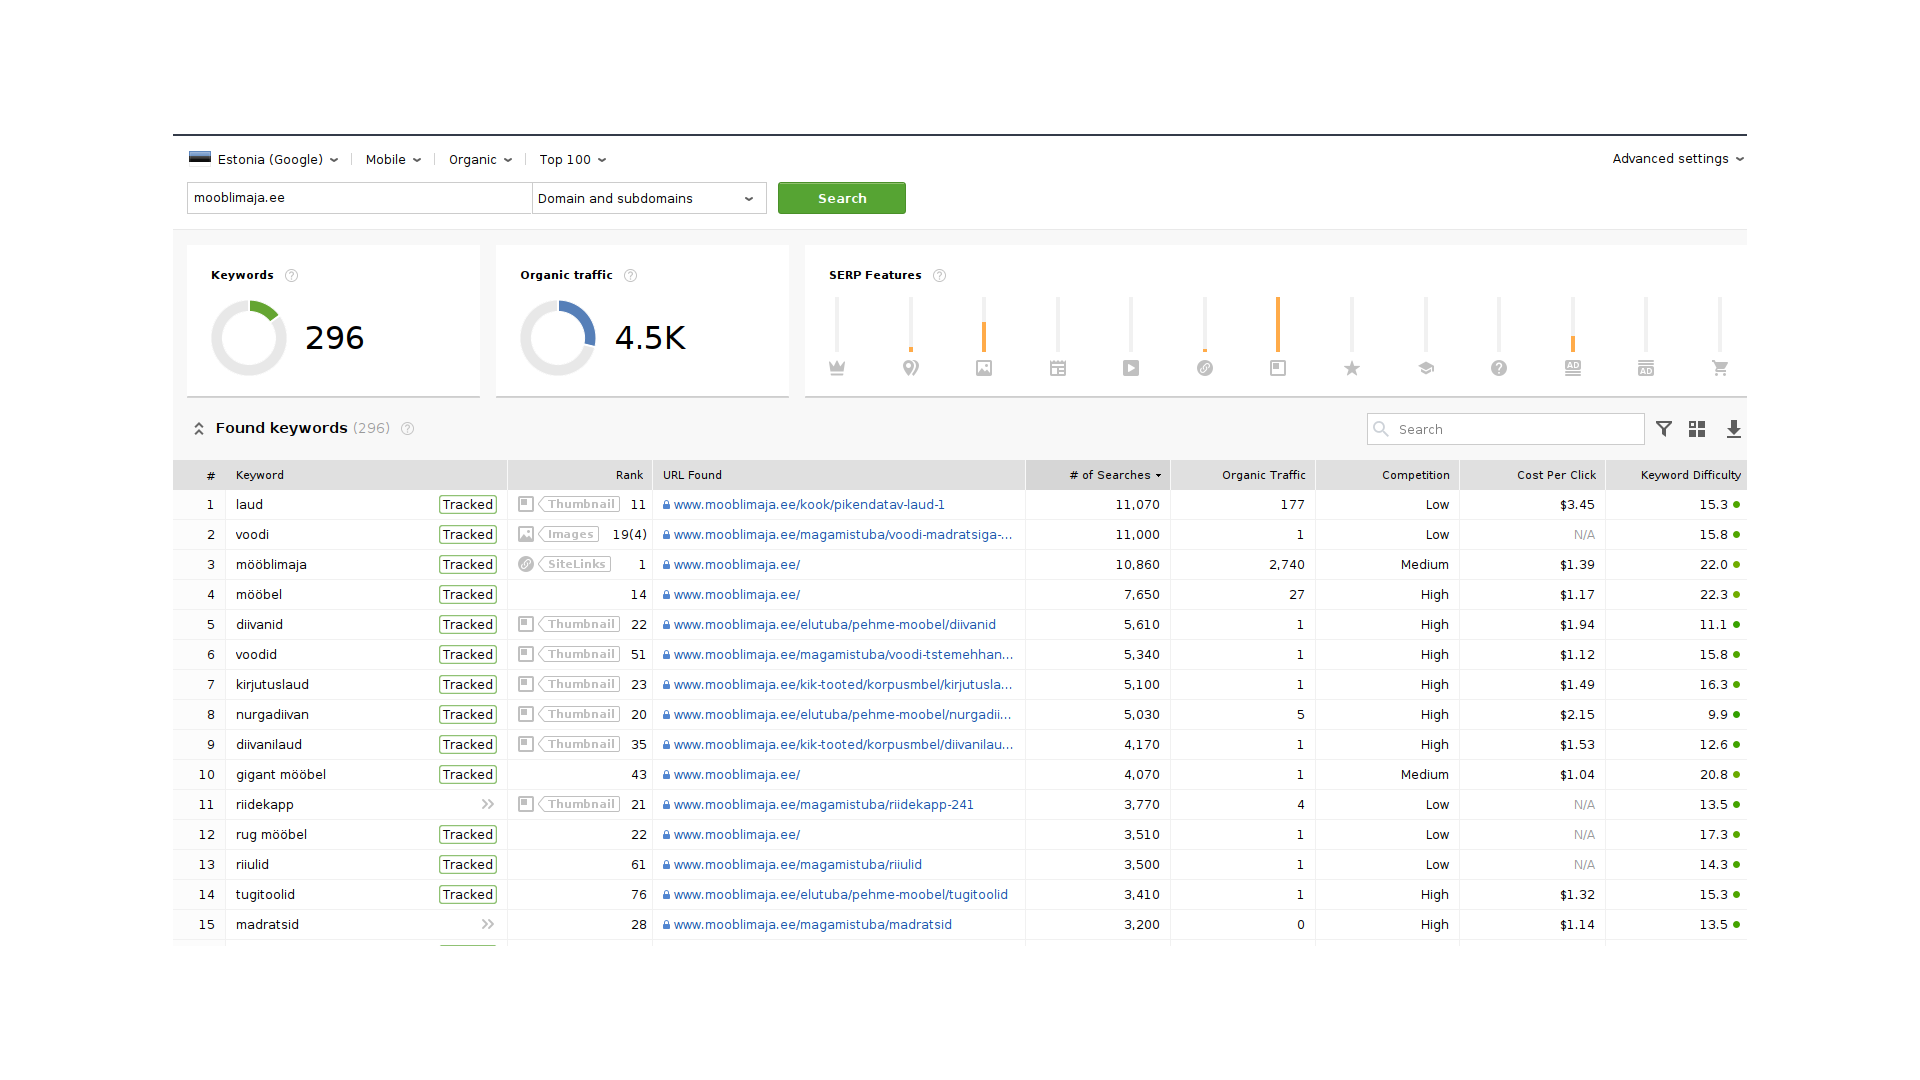 Estonia (Google) Mobile Organic Top 100 Advanced settings
mooblimaja.ee Domain and subdomains Search
Keywords ? Organic traffic ? SERP Features ?
296 4.5K
? AD AD
Found keywords (296) ? Search
# Keyword Rank URL Found # of Searches Organic Traffic Competition Cost Per Click Keyword Difficulty
1 laud Tracked Thumbnail 11 www.mooblimaja.ee/kook/pikendatav-laud-1 11,070 177 Low $3.45 15.3
2 voodi Tracked Images 19(4) www.mooblimaja.ee/magamistuba/voodi-madratsiga-... 11,000 1 Low N/A 15.8
3 mööblimaja Tracked SiteLinks 1 www.mooblimaja.ee/ 10,860 2,740 Medium $1.39 22.0
4 mööbel Tracked 14 www.mooblimaja.ee/ 7,650 27 High $1.17 22.3
5 diivanid Tracked Thumbnail 22 www.mooblimaja.ee/elutuba/pehme-moobel/diivanid 5,610 1 High $1.94 11.1
6 voodid Tracked Thumbnail 51 www.mooblimaja.ee/magamistuba/voodi-tstemehhan... 5,340 1 High $1.12 15.8
7 kirjutuslaud Tracked Thumbnail 23 www.mooblimaja.ee/kik-tooted/korpusmbel/kirjutusla... 5,100 1 High $1.49 16.3
8 nurgadiivan Tracked Thumbnail 20 www.mooblimaja.ee/elutuba/pehme-moobel/nurgadii... 5,030 5 High $2.15 9.9
9 diivanilaud Tracked Thumbnail 35 www.mooblimaja.ee/kik-tooted/korpusmbel/diivanilau... 4,170 1 High $1.53 12.6
10 gigant mööbel Tracked 43 www.mooblimaja.ee/ 4,070 1 Medium $1.04 20.8
11 riidekapp Thumbnail 21 www.mooblimaja.ee/magamistuba/riidekapp-241 3,770 4 Low N/A 13.5
12 rug mööbel Tracked 22 www.mooblimaja.ee/ 3,510 1 Low N/A 17.3
13 riiulid Tracked 61 www.mooblimaja.ee/magamistuba/riiulid 3,500 1 Low N/A 14.3
14 tugitoolid Tracked 76 www.mooblimaja.ee/elutuba/pehme-moobel/tugitoolid 3,410 1 High $1.32 15.3
15 madratsid 28 www.mooblimaja.ee/magamistuba/madratsid 3,200 0 High $1.14 13.5